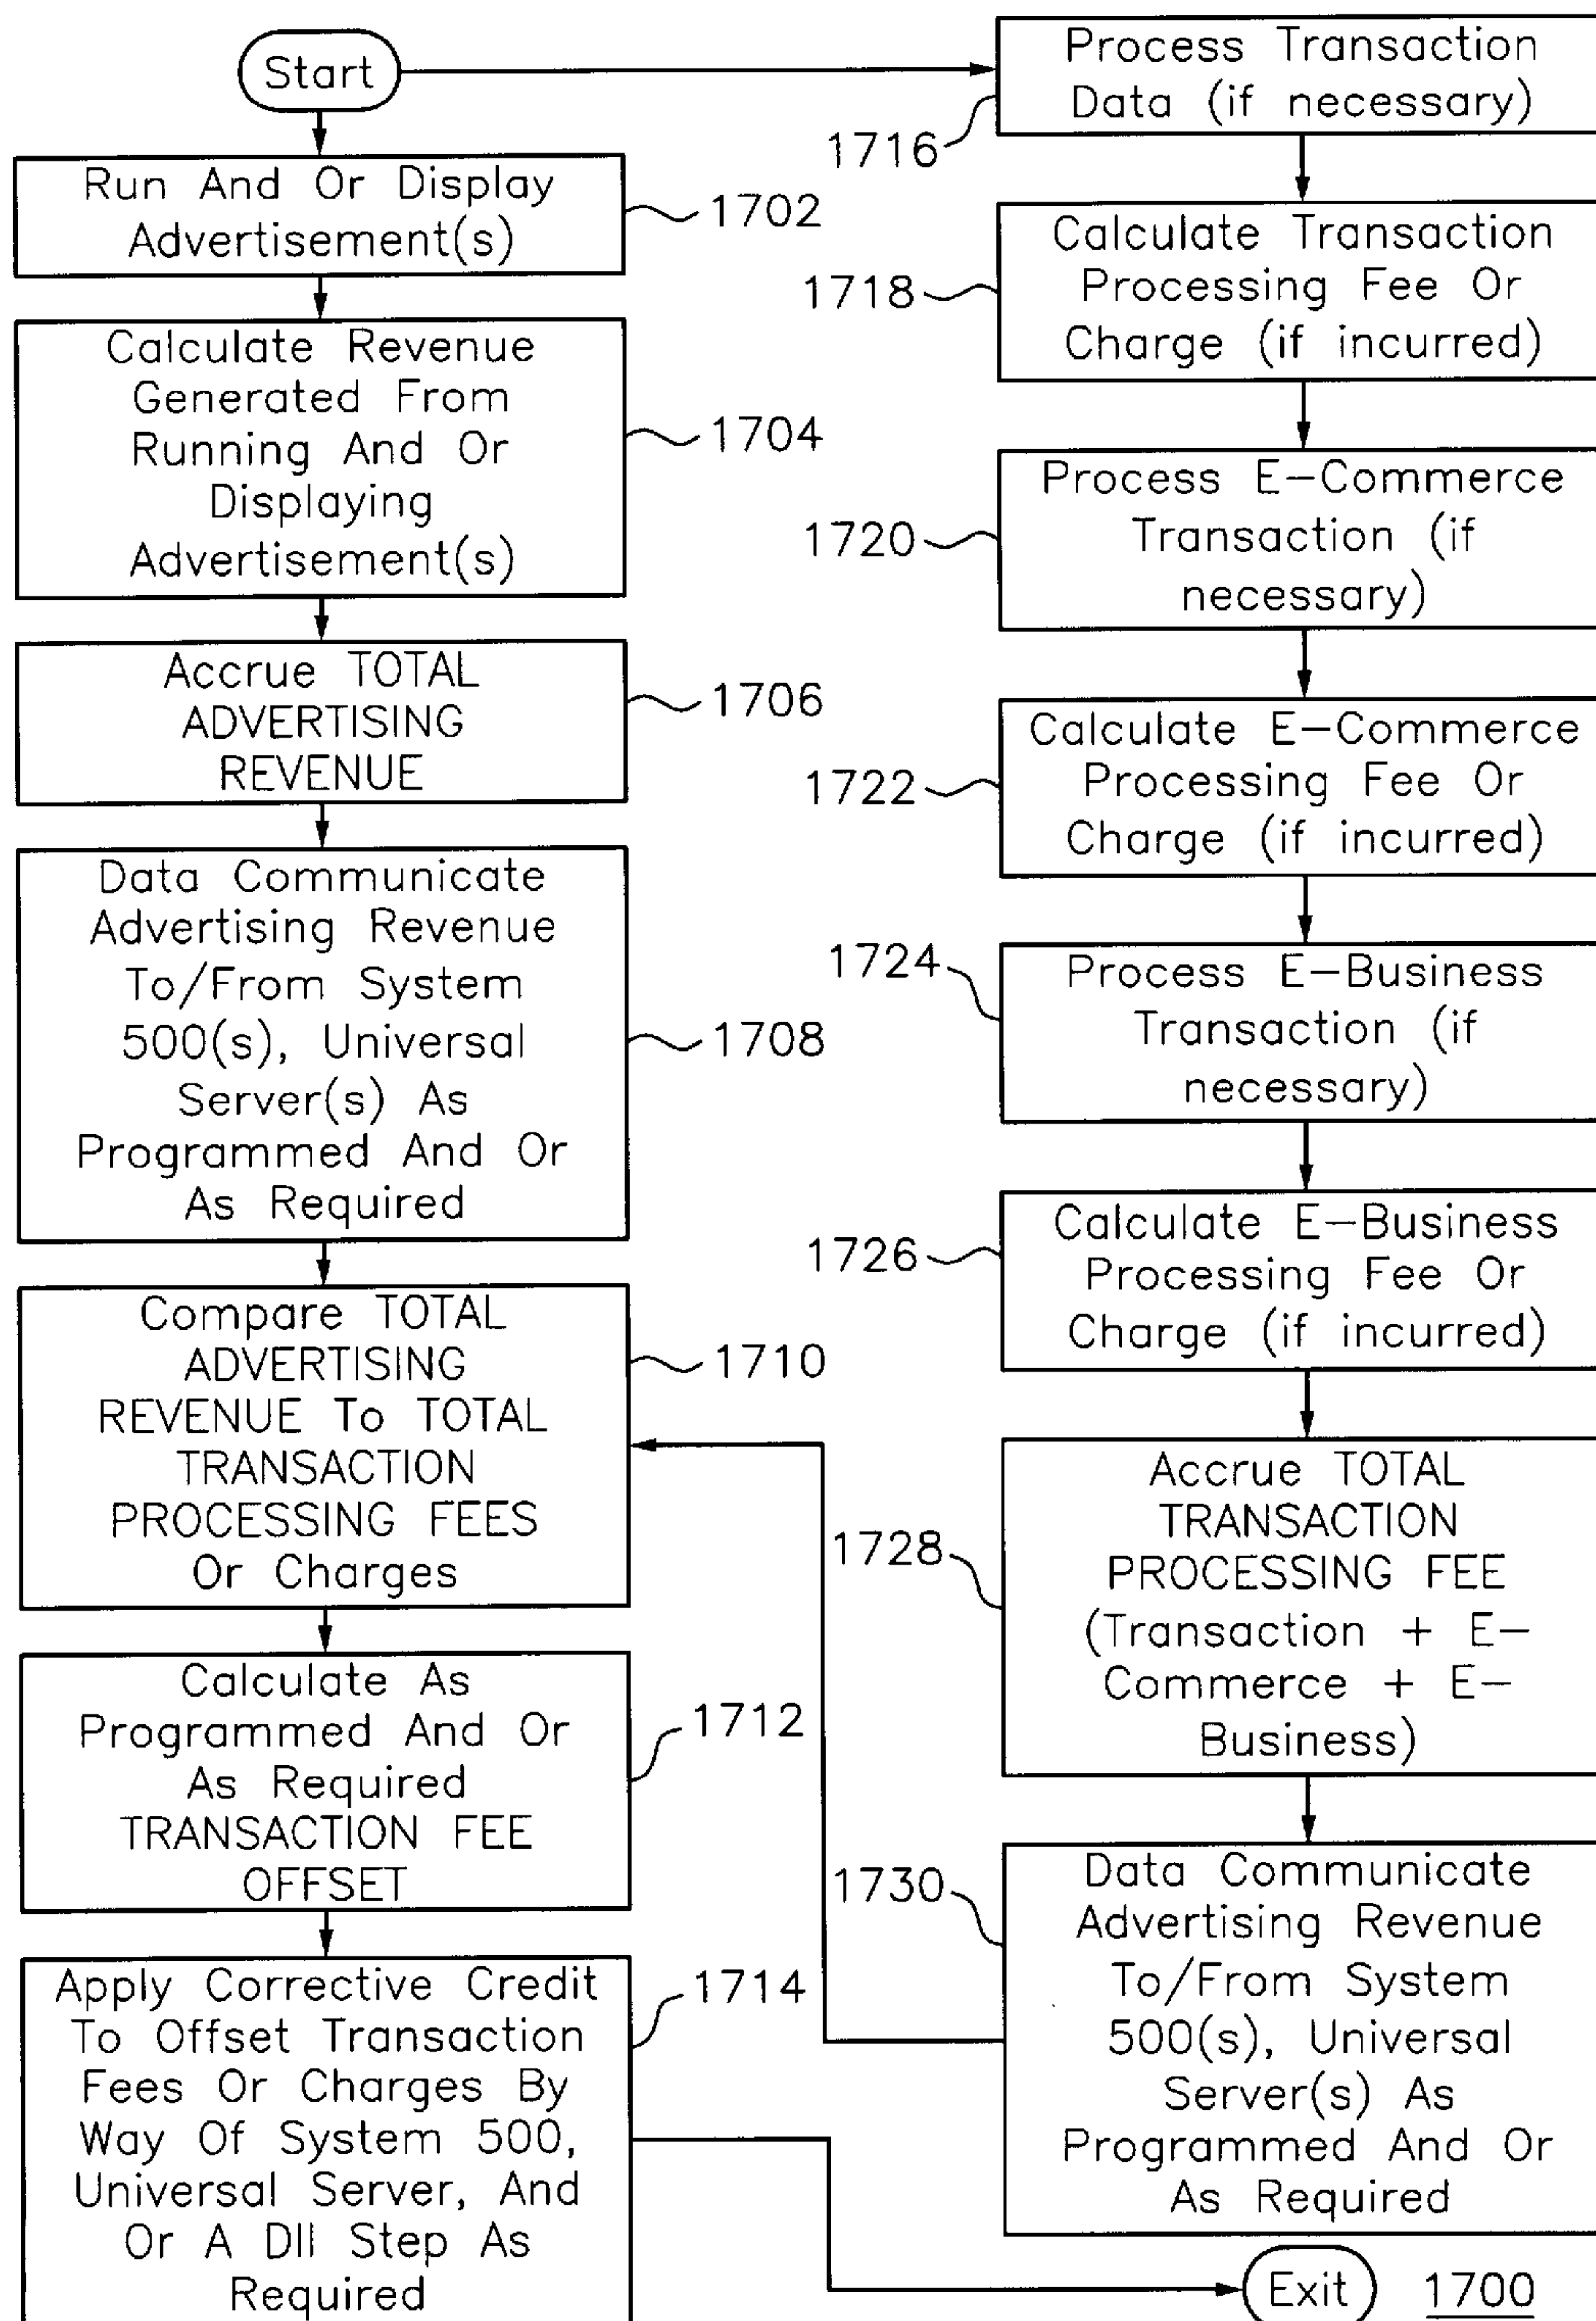 Start
Run And Or Display
Advertisement(s)
1702
Calculate Revenue
Generated From
Running And Or
Displaying
Advertisement(s)
1704
Accrue TOTAL
ADVERTISING
REVENUE
1706
Data Communicate
Advertising Revenue
To/From System
500(s), Universal
Server(s) As
Programmed And Or
As Required
1708
Compare TOTAL
ADVERTISING
REVENUE To TOTAL
TRANSACTION
PROCESSING FEES
Or Charges
1710
Calculate As
Programmed And Or
As Required
TRANSACTION FEE
OFFSET
1712
Apply Corrective Credit
To Offset Transaction
Fees Or Charges By
Way Of System 500,
Universal Server, And
Or A DII Step As
Required
1714
Process Transaction
Data (if necessary)
1716
Calculate Transaction
Processing Fee Or
Charge (if incurred)
1718
Process E-Commerce
Transaction (if
necessary)
1720
Calculate E-Commerce
Processing Fee Or
Charge (if incurred)
1722
Process E-Business
Transaction (if
necessary)
1724
Calculate E-Business
Processing Fee Or
Charge (if incurred)
1726
Accrue TOTAL
TRANSACTION
PROCESSING FEE
(Transaction + E-
Commerce + E-
Business)
1728
Data Communicate
Advertising Revenue
To/From System
500(s), Universal
Server(s) As
Programmed And Or
As Required
1730
Exit
1700